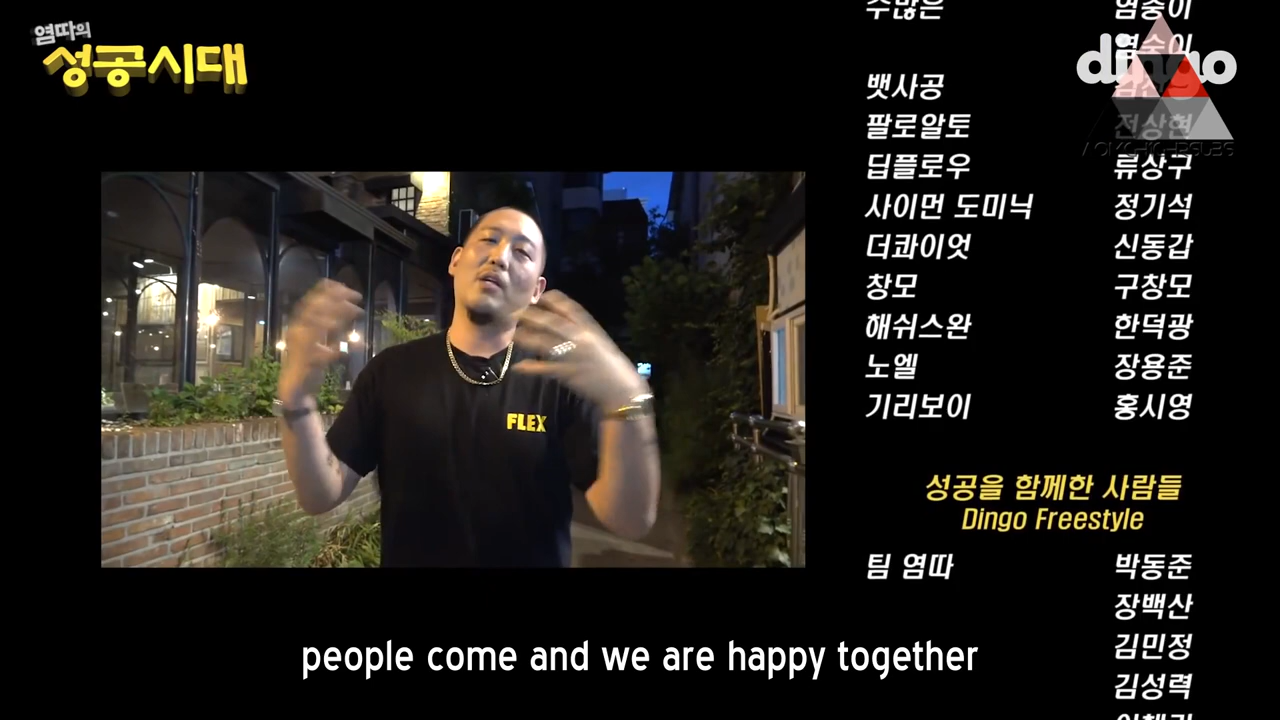 염따의
성공시대
dingo
수많은 염중이
염숙이
뱃사공
팔로알토 전상현
딥플로우 류상구
사이먼 도미닉 정기석
더콰이엇 신동갑
창모 구창모
해쉬스완 한덕광
노엘 장용준
기리보이 홍시영
FLEX
성공을 함께한 사람들
Dingo Freestyle
팀 염따 박동준
장백산
김민정
김성력
people come and we are happy together